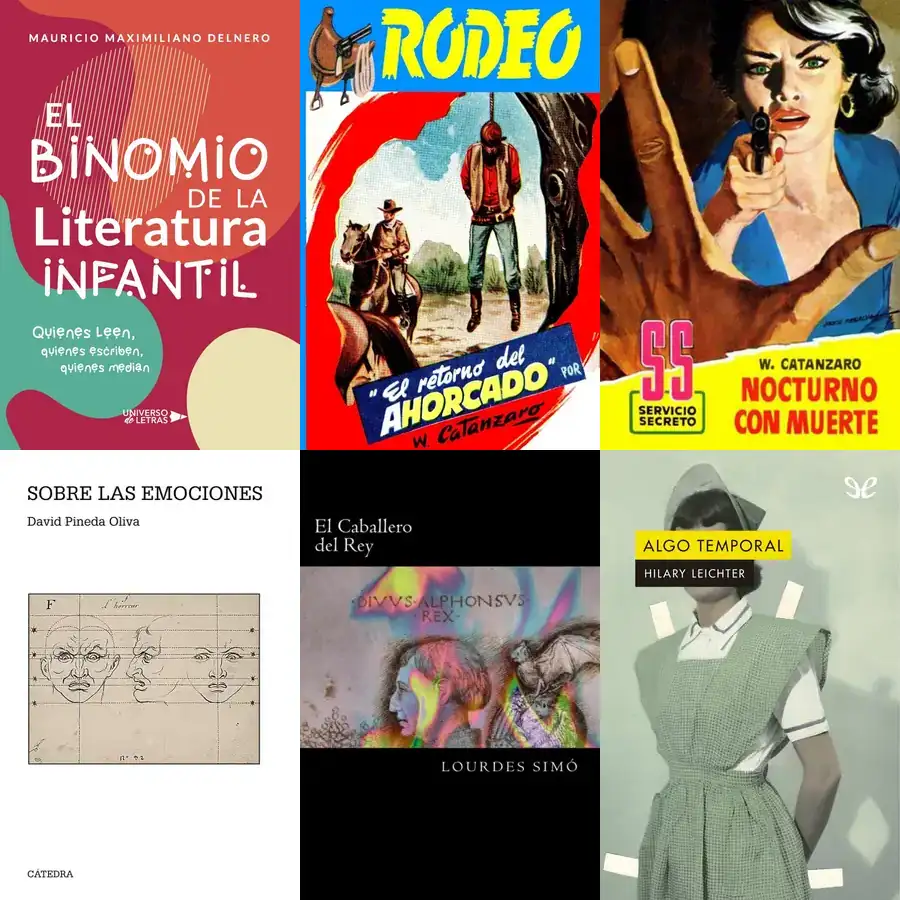 MAURICIO MAXIMILIANO DELNERO
EL
BINOMIO
DE LA
Literatura
INFANTIL
Quienes Leen,
quienes escriben,
quienes median
UNIVERSO
de LETRAS
RODEO
"El retorno del
AHORCADO" POR
W. Catanzaro
SS
SERVICIO
SECRETO
W. CATANZARO
NOCTURNO
CON MUERTE
SOBRE LAS EMOCIONES
David Pineda Oliva
F
L'horreur
CÁTEDRA
El Caballero
del Rey
DIVVS·ALPHONSVS·
REX·
LOURDES SIMÓ
ALGO TEMPORAL
HILARY LEICHTER